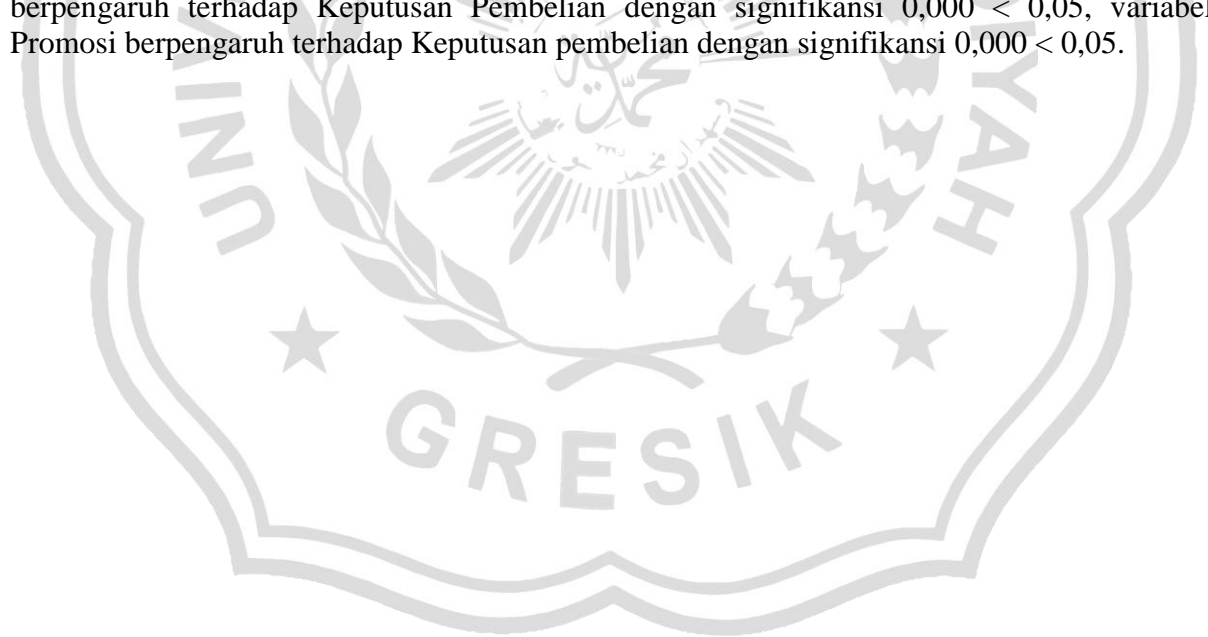 berpengaruh terhadap Keputusan Pembelian dengan signifikansi 0,000 < 0,05, variabel
Promosi berpengaruh terhadap Keputusan pembelian dengan signifikansi 0,000 < 0,05.
GRESIK